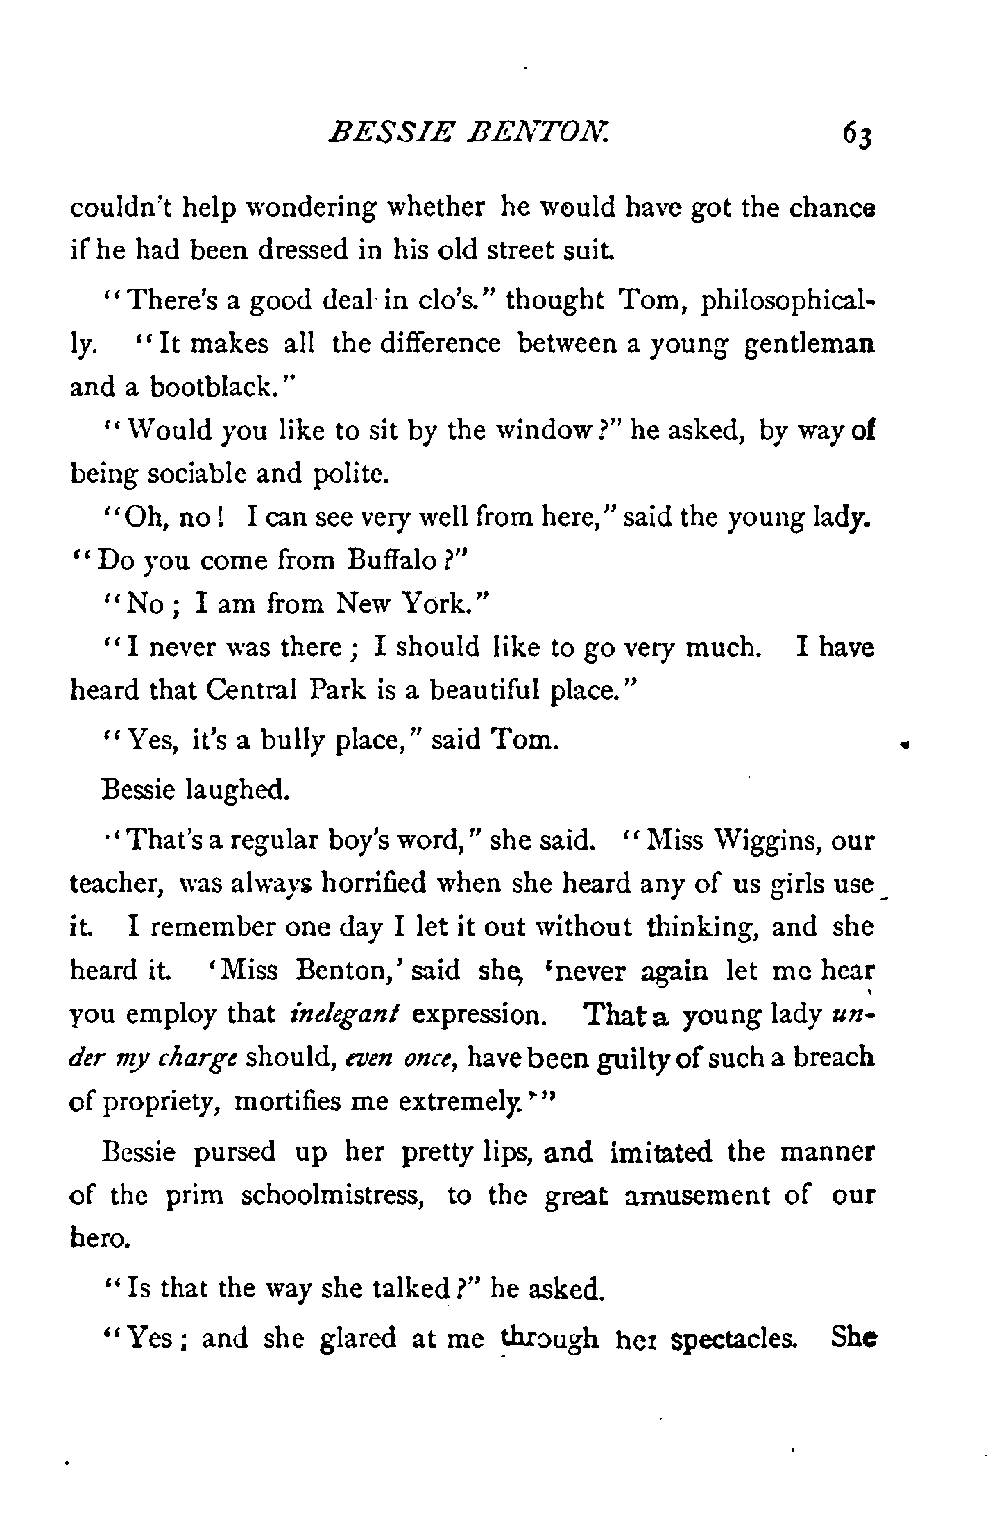 BESSIE BENTON. 63
couldn't help wondering whether he would have got the chance
if he had been dressed in his old street suit.
"There's a good deal in clo's." thought Tom, philosophical-
ly. "It makes all the difference between a young gentleman
and a bootblack."
"Would you like to sit by the window?" he asked, by way of
being sociable and polite.
"Oh, no! I can see very well from here," said the young lady.
"Do you come from Buffalo?"
"No; I am from New York."
"I never was there; I should like to go very much. I have
heard that Central Park is a beautiful place."
"Yes, it's a bully place," said Tom.
Bessie laughed.
"That's a regular boy's word," she said. "Miss Wiggins, our
teacher, was always horrified when she heard any of us girls use
it. I remember one day I let it out without thinking, and she
heard it. 'Miss Benton,' said she, 'never again let me hear
you employ that inelegant expression. That a young lady un-
der my charge should, even once, have been guilty of such a breach
of propriety, mortifies me extremely.'"
Bessie pursed up her pretty lips, and imitated the manner
of the prim schoolmistress, to the great amusement of our
hero.
"Is that the way she talked?" he asked.
"Yes; and she glared at me through her spectacles. She